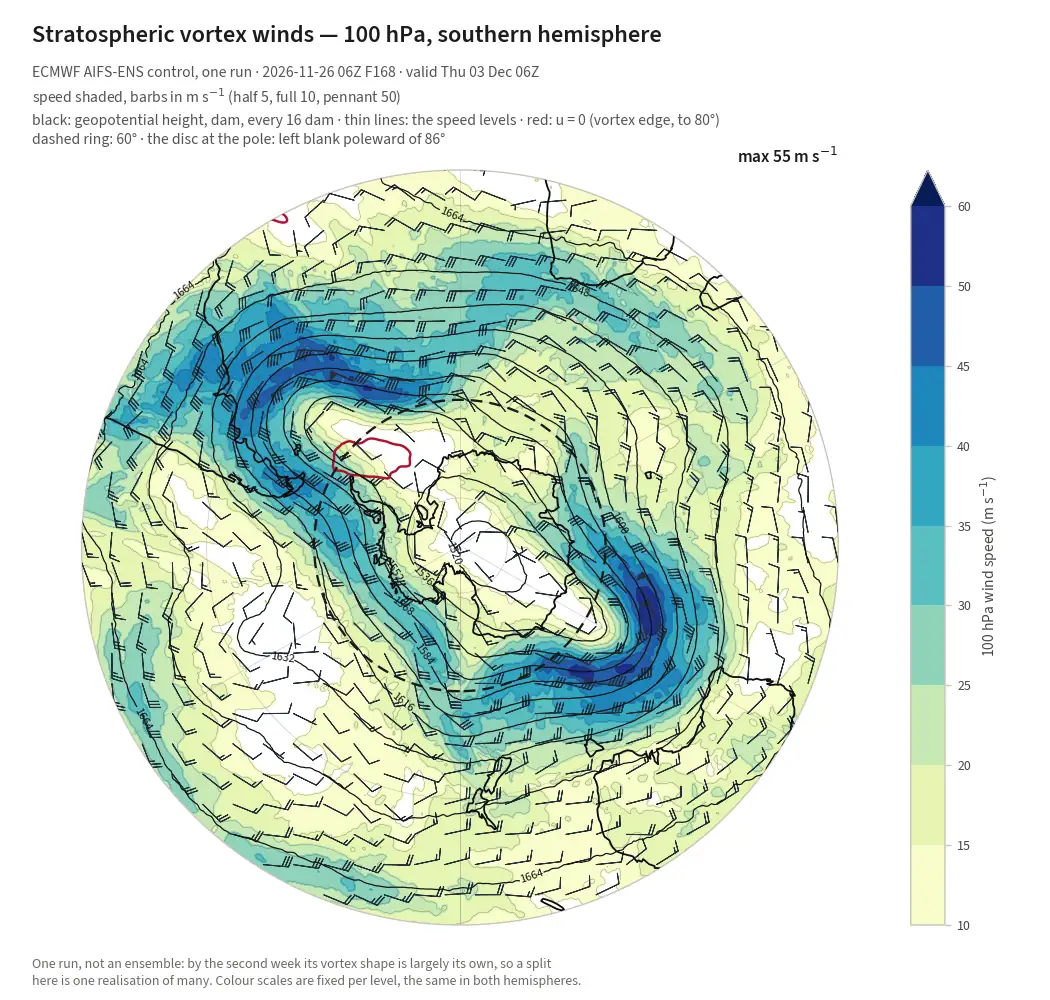 Stratospheric vortex winds — 100 hPa, southern hemisphere
ECMWF AIFS-ENS control, one run · 2026-11-26 06Z F168 · valid Thu 03 Dec 06Z
speed shaded, barbs in m s⁻¹ (half 5, full 10, pennant 50)
black: geopotential height, dam, every 16 dam · thin lines: the speed levels · red: u = 0 (vortex edge, to 80°)
dashed ring: 60° · the disc at the pole: left blank poleward of 86°
max 55 m s⁻¹
1664
1664
1648
1600
1520
1536
1568
1584
1632
1616
1664
1664
60
50
45
40
35
30
25
20
15
10
100 hPa wind speed (m s⁻¹)
One run, not an ensemble: by the second week its vortex shape is largely its own, so a split
here is one realisation of many. Colour scales are fixed per level, the same in both hemispheres.